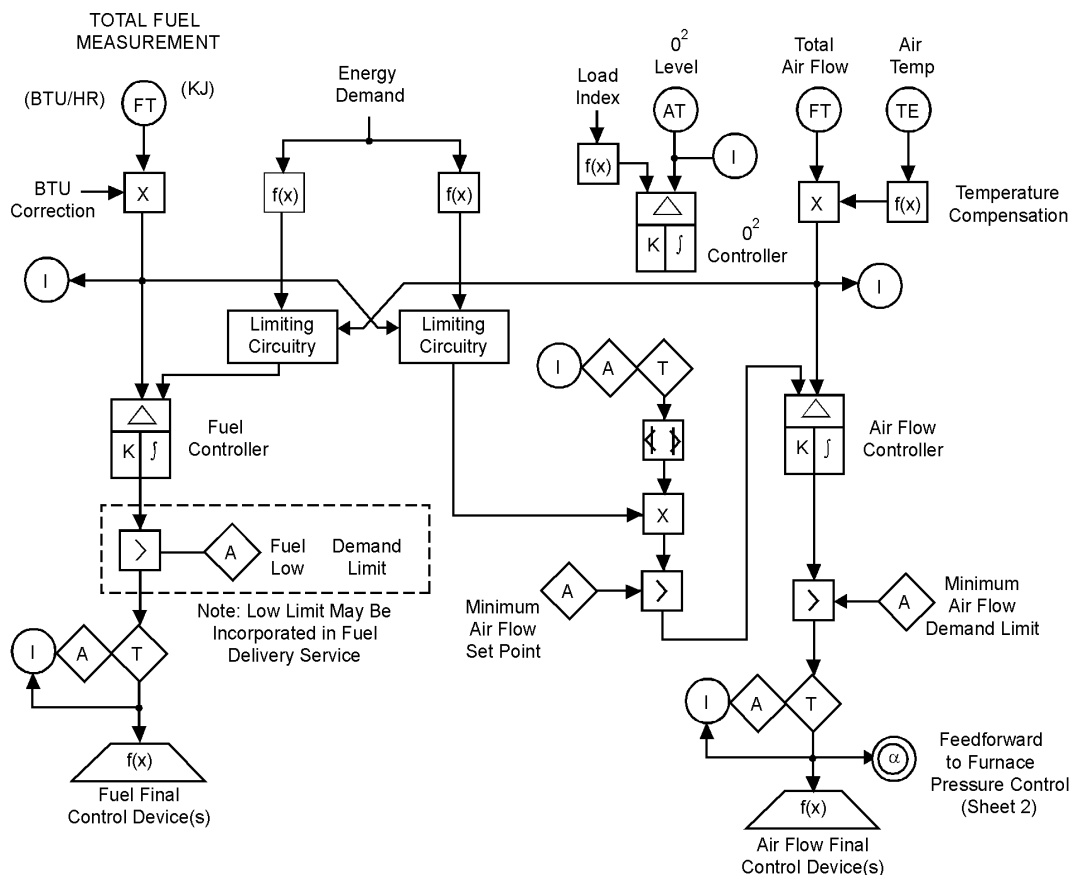 TOTAL FUEL
MEASUREMENT
(BTU/HR)
FT
(KJ)
BTU
Correction
X
Energy
Demand
f(x)
f(x)
Load
Index
f(x)
0²
Level
AT
I
Total
Air Flow
FT
Air
Temp
TE
X
f(x)
Temperature
Compensation
K ∫
0²
Controller
I
I
Limiting
Circuitry
Limiting
Circuitry
I
A
T
Fuel
Controller
K ∫
Air Flow
Controller
K ∫
X
>
A
Fuel Demand
Low Limit
Note: Low Limit May Be
Incorporated in Fuel
Delivery Service
A
Minimum
Air Flow
Set Point
>
>
A
Minimum
Air Flow
Demand Limit
I
A
T
f(x)
Fuel Final
Control Device(s)
I
A
T
α
Feedforward
to Furnace
Pressure Control
(Sheet 2)
f(x)
Air Flow Final
Control Device(s)